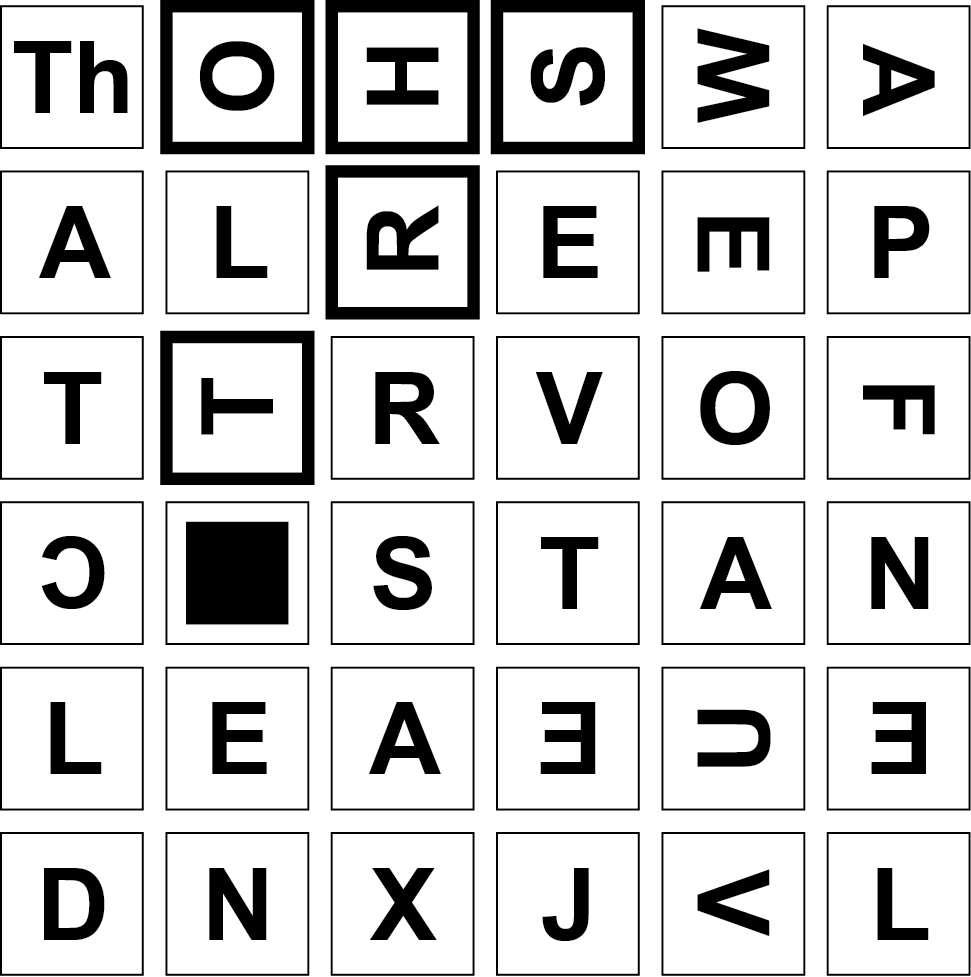 Th O H S W A
A L R E E P
T T R V O F
C ■ S T A N
L E A E U E
D N X J V L